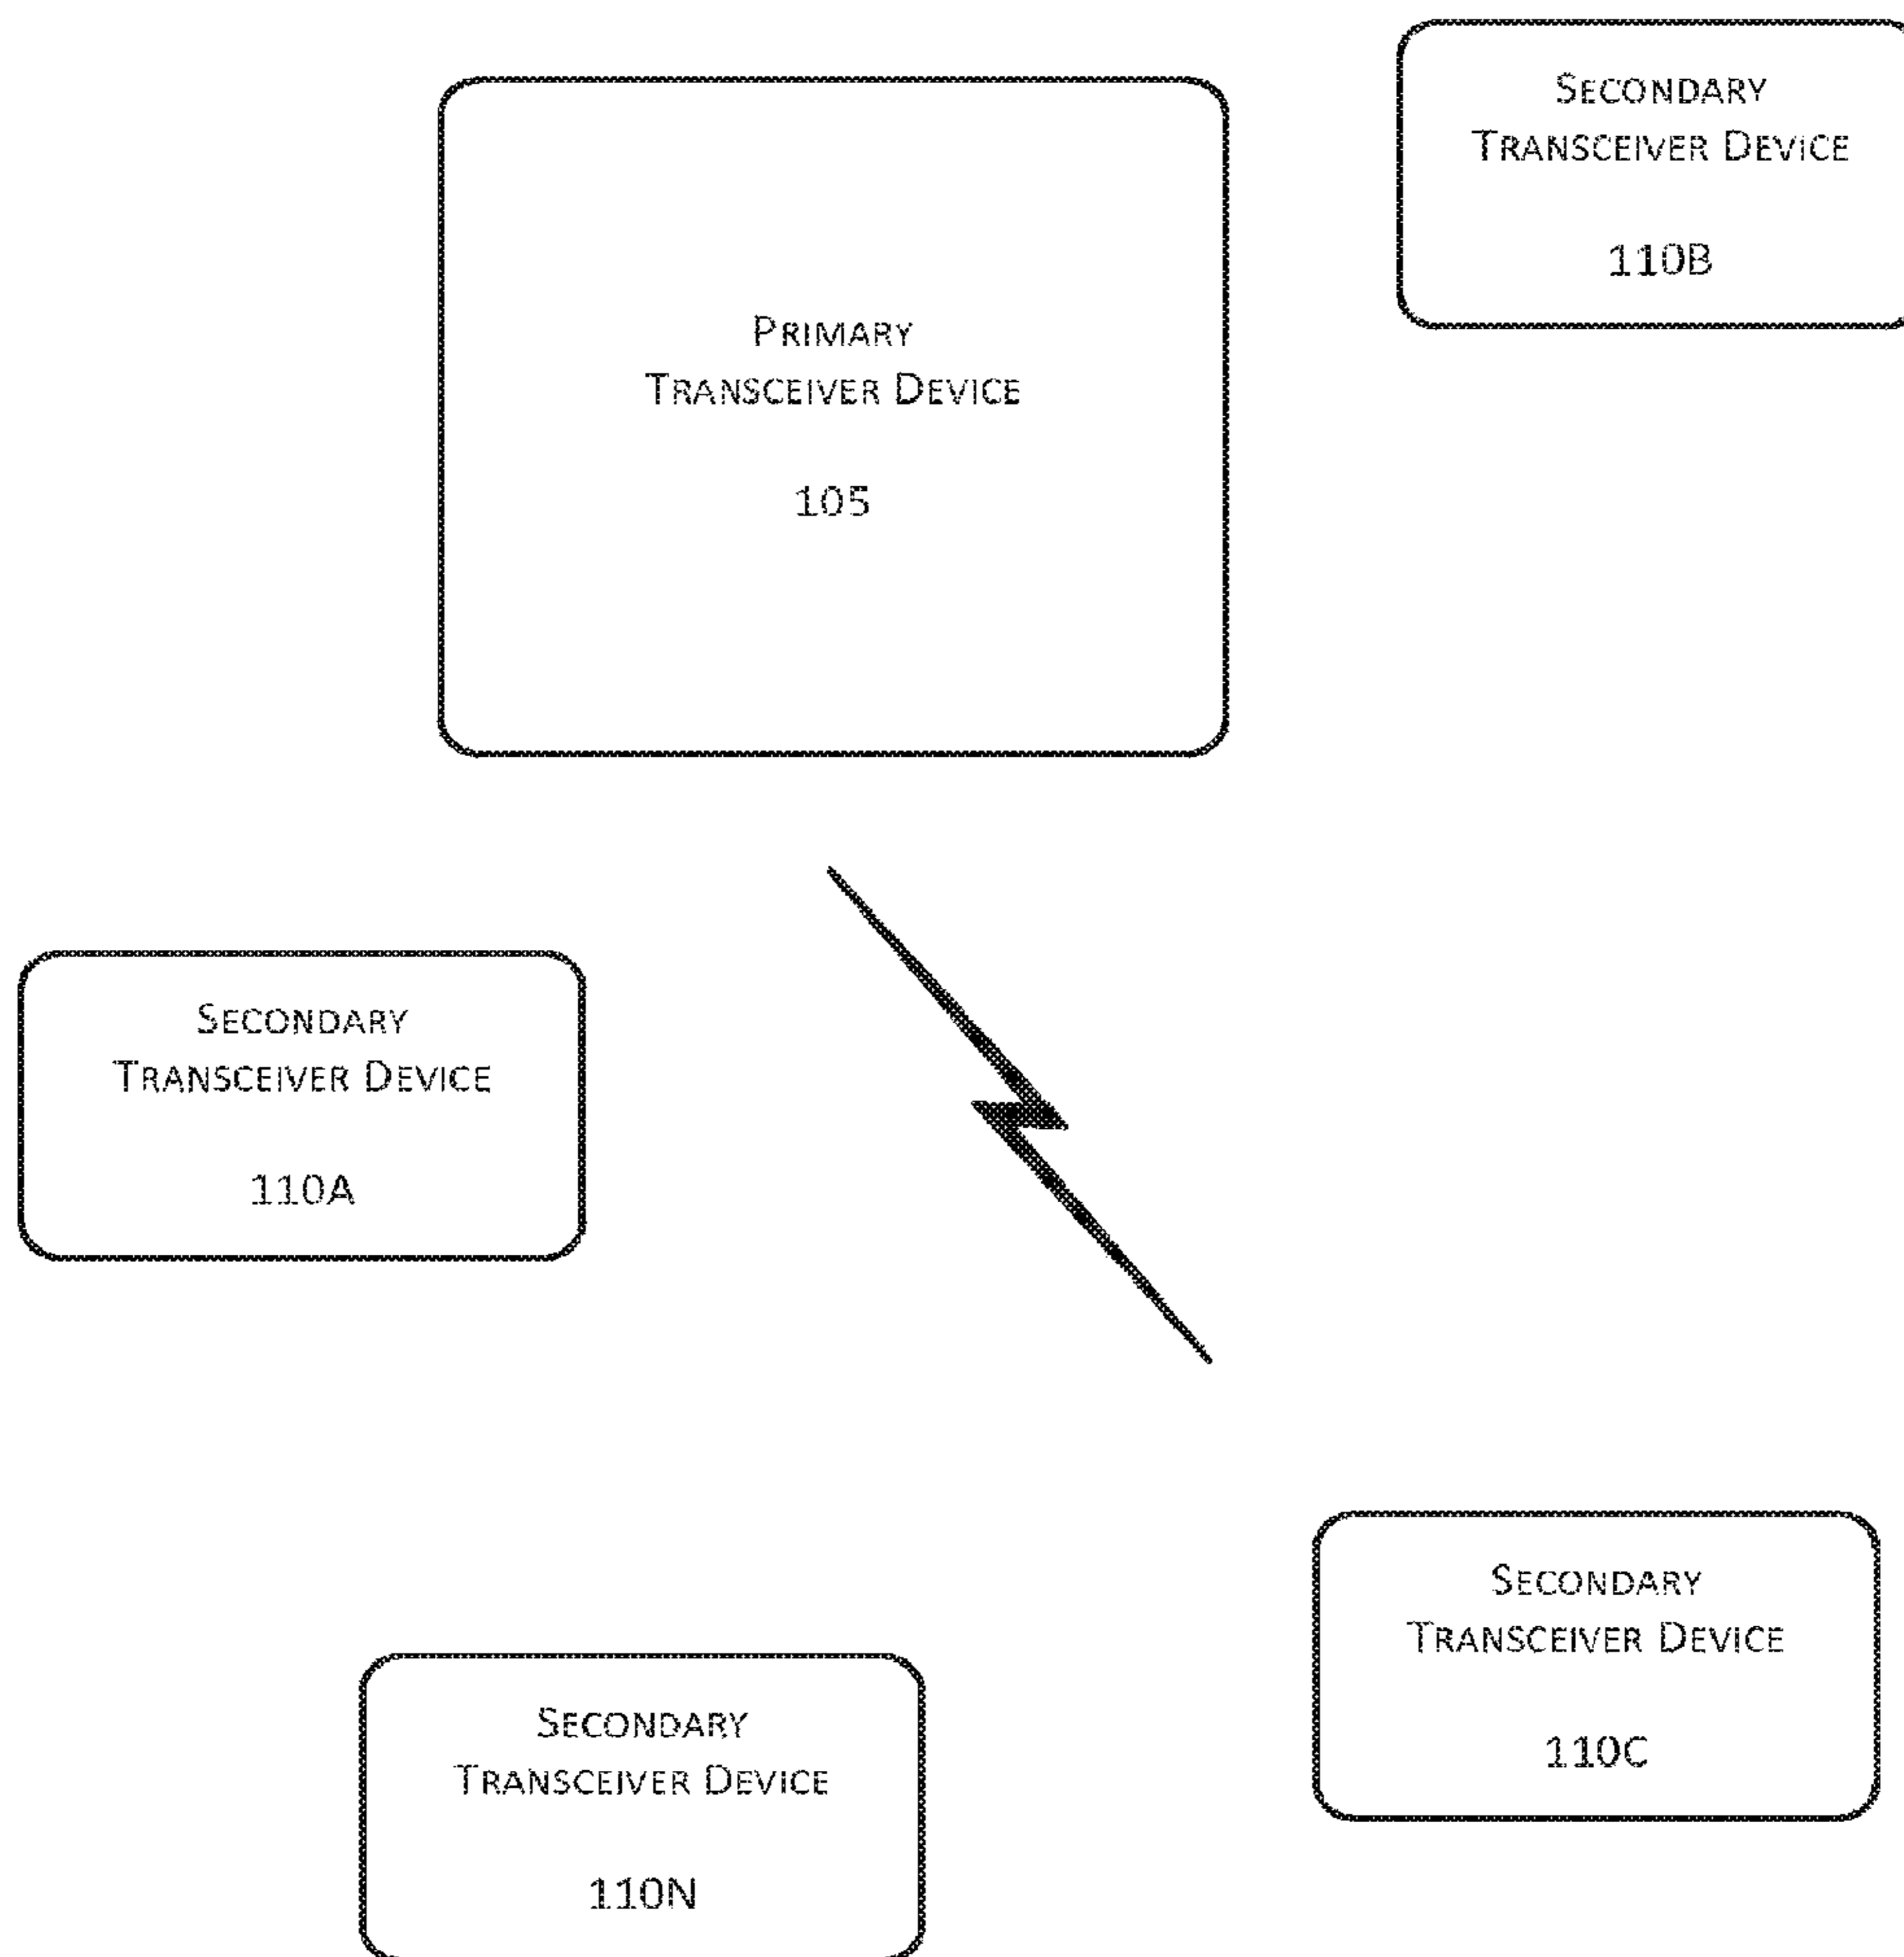 SECONDARY
TRANSCEIVER DEVICE
110B
PRIMARY
TRANSCEIVER DEVICE
105
SECONDARY
TRANSCEIVER DEVICE
110A
SECONDARY
TRANSCEIVER DEVICE
110C
SECONDARY
TRANSCEIVER DEVICE
110N